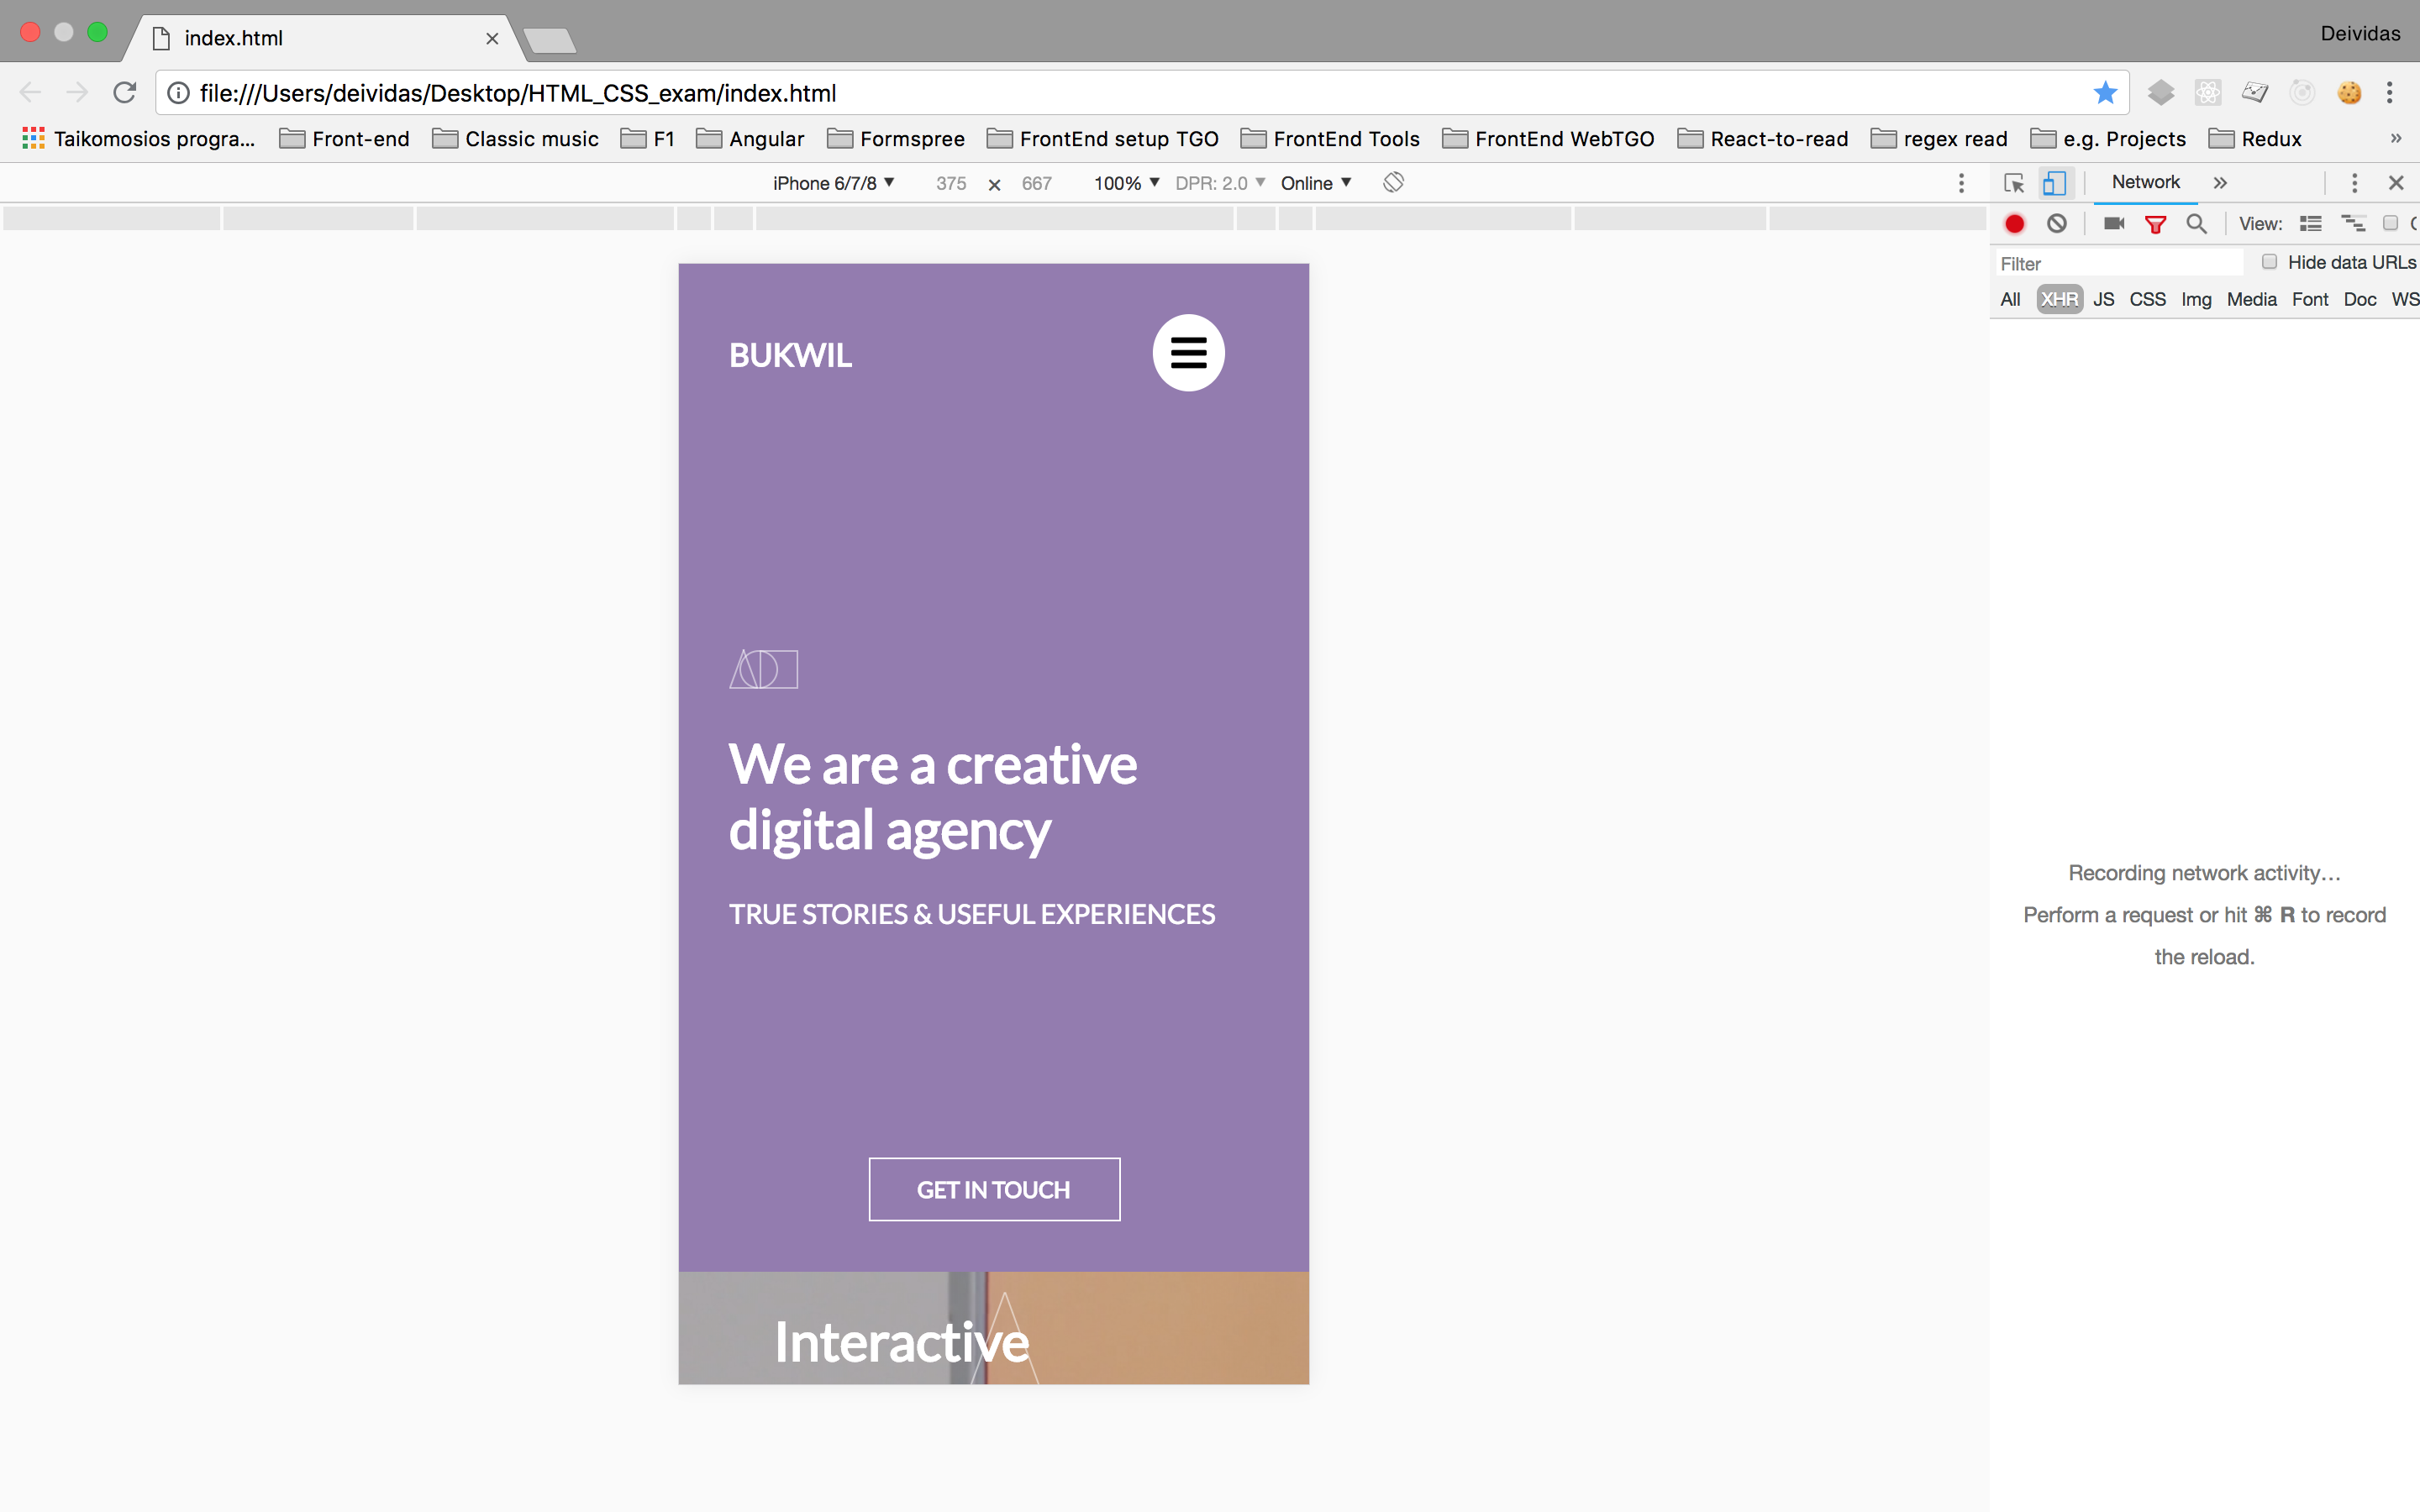 index.html
Deividas
file:///Users/deividas/Desktop/HTML_CSS_exam/index.html
Taikomosios progra... Front-end Classic music F1 Angular Formspree FrontEnd setup TGO FrontEnd Tools FrontEnd WebTGO React-to-read regex read e.g. Projects Redux »
iPhone 6/7/8 ▼ 375 × 667 100% ▼ DPR: 2.0 ▼ Online ▼
Network »
View:
Filter Hide data URLs
All XHR JS CSS Img Media Font Doc WS
BUKWIL
We are a creative
digital agency
TRUE STORIES & USEFUL EXPERIENCES
GET IN TOUCH
Interactive
Recording network activity…
Perform a request or hit ⌘ R to record
the reload.